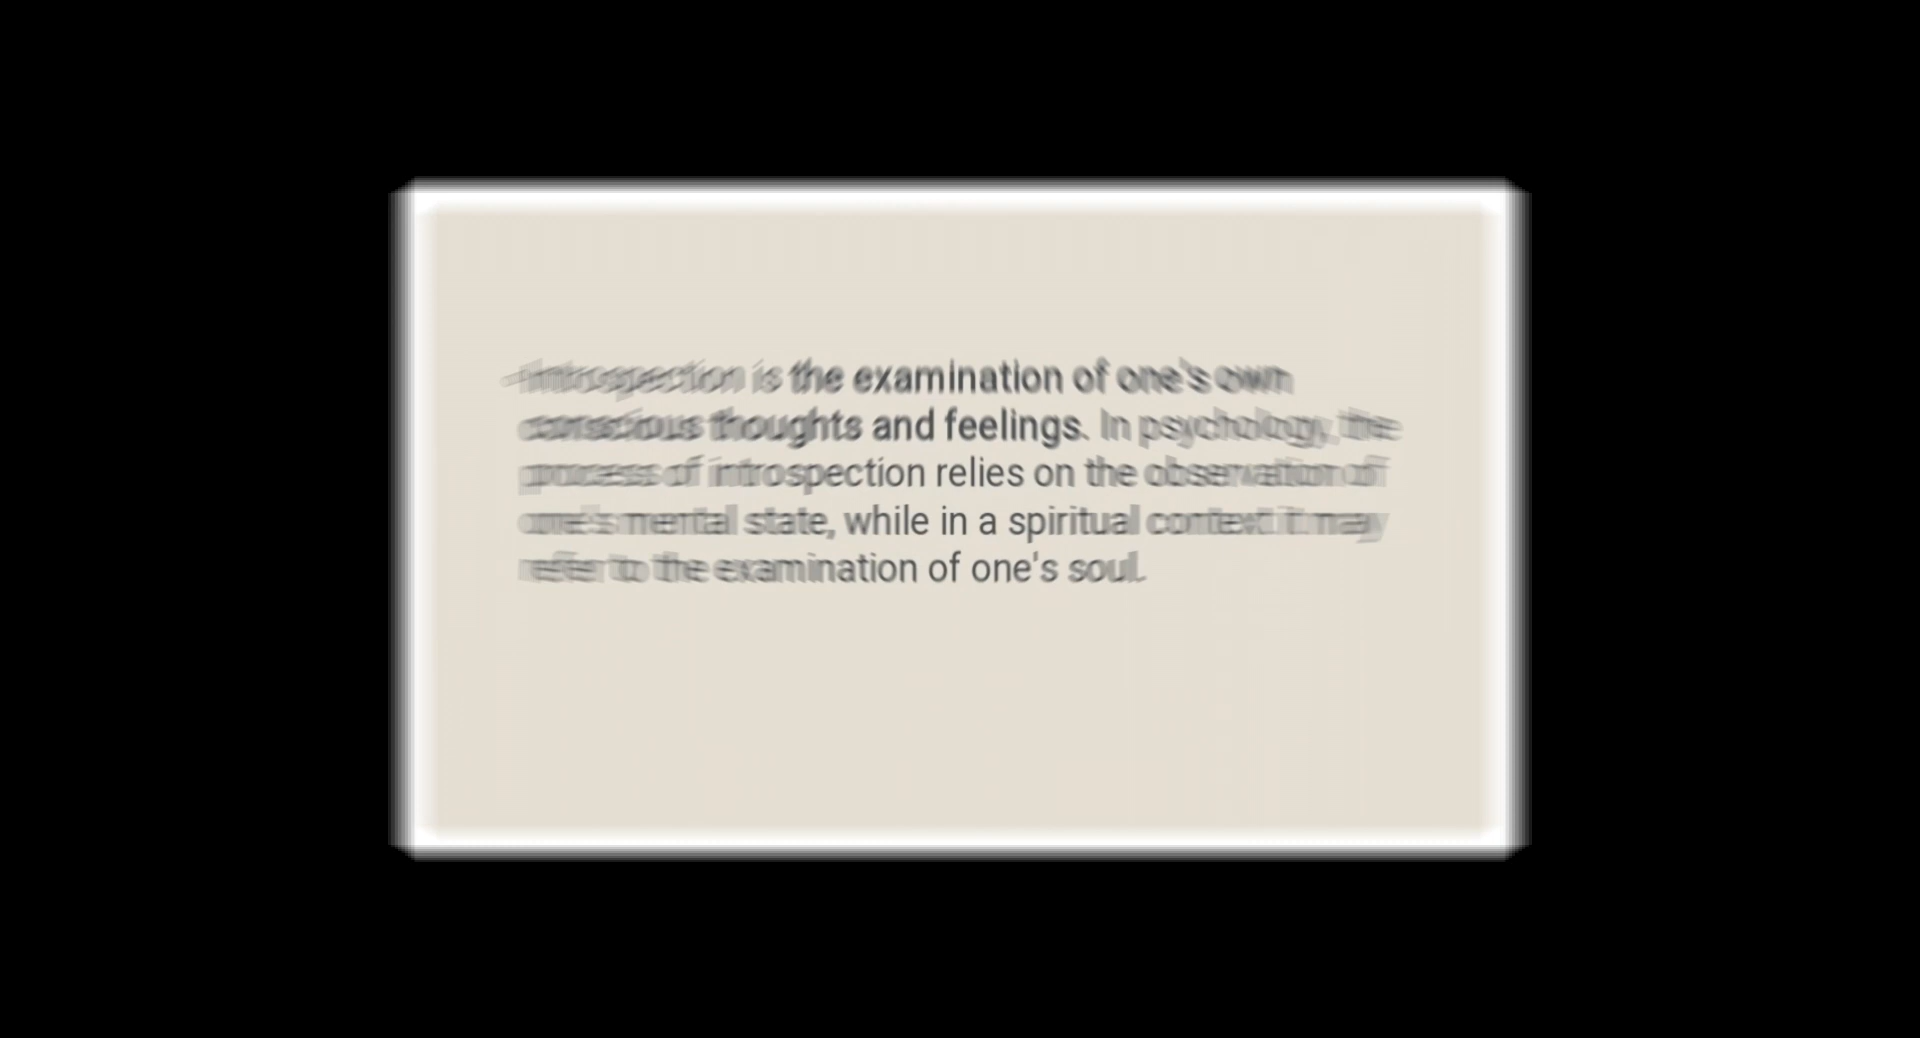 Introspection is the examination of one's own
conscious thoughts and feelings. In psychology, the
process of introspection relies on the observation of
one's mental state, while in a spiritual context it may
refer to the examination of one's soul.